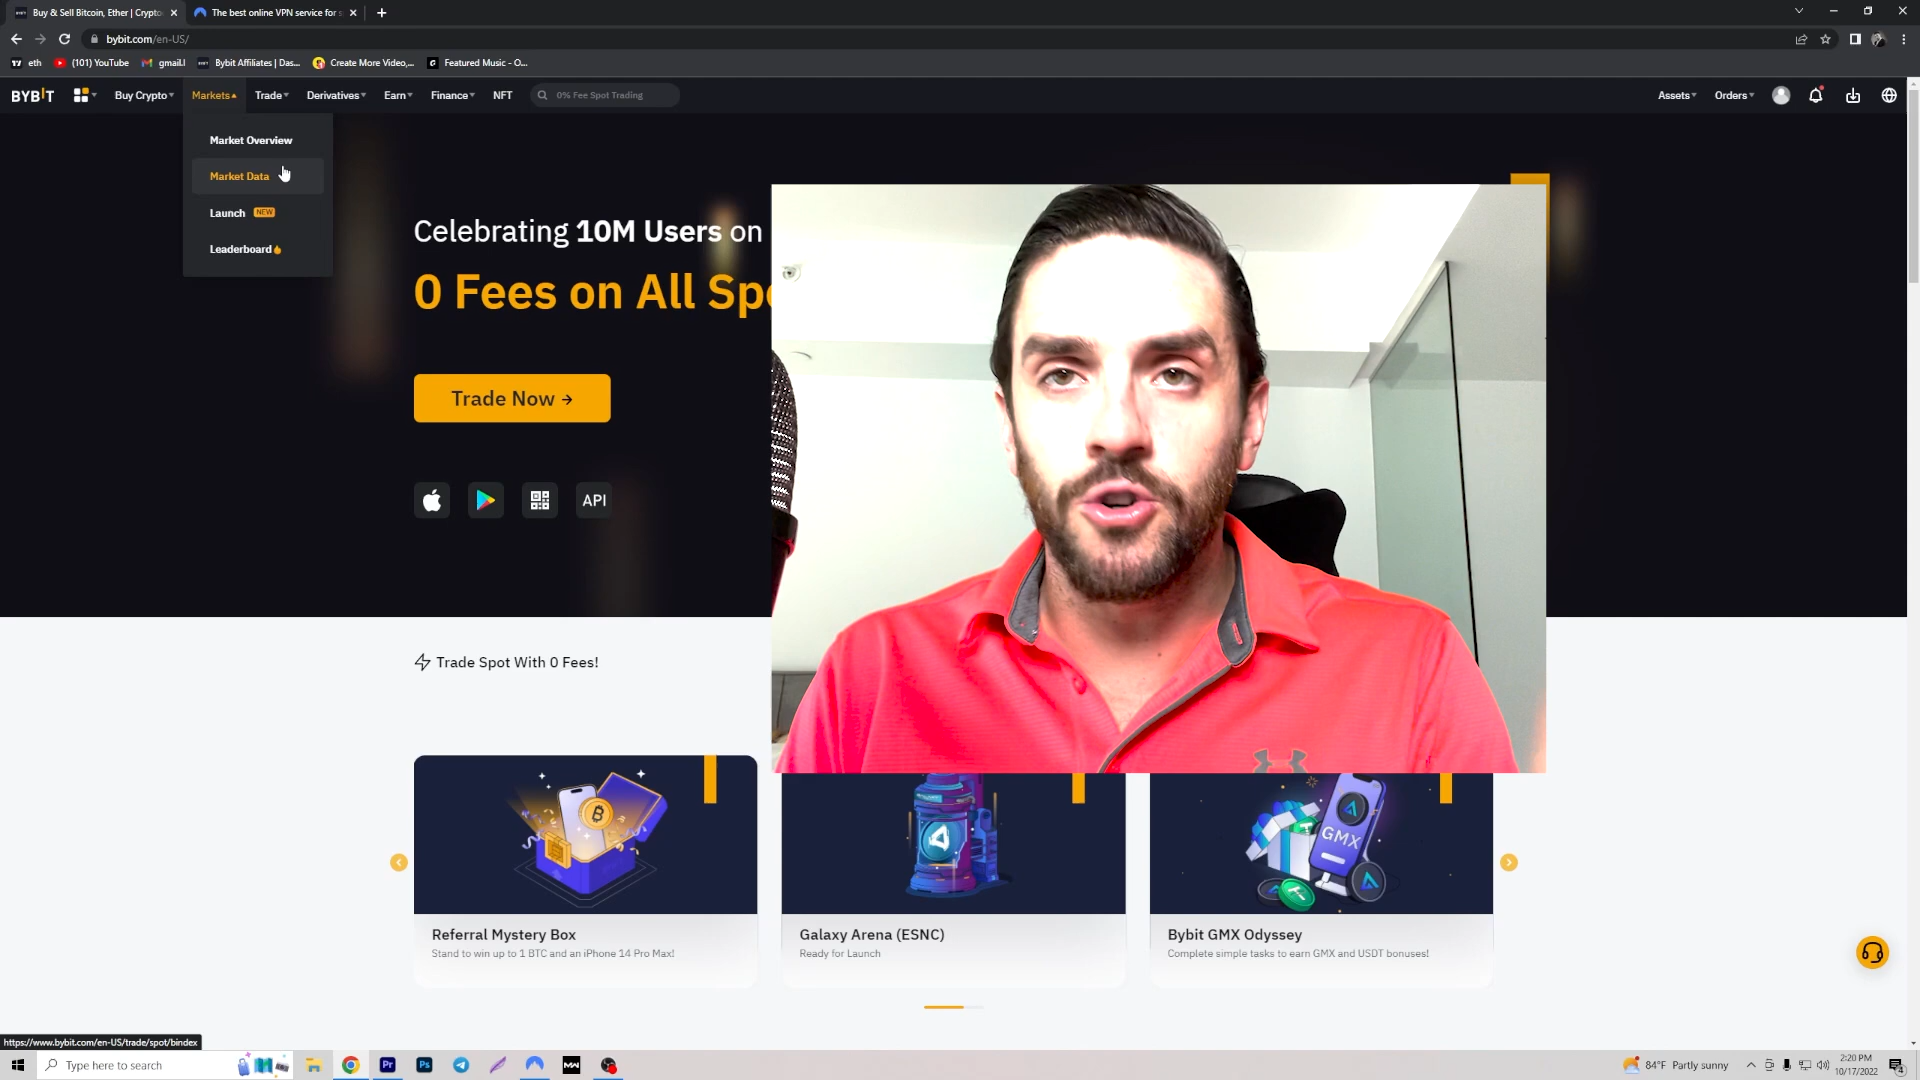 Buy & Sell Bitcoin, Ether | Crypto
The best online VPN service for s
bybit.com/en-US/
eth
(101) YouTube
gmail.l
Bybit Affiliates | Das...
Create More Video,...
Featured Music - O...
BYBIT
Buy Crypto
Markets
Trade
Derivatives
Earn
Finance
NFT
0% Fee Spot Trading
Assets
Orders
Market Overview
Market Data
Launch NEW
Leaderboard
Celebrating 10M Users on
0 Fees on All Spo
Trade Now →
API
Trade Spot With 0 Fees!
GMX
Referral Mystery Box
Stand to win up to 1 BTC and an iPhone 14 Pro Max!
Galaxy Arena (ESNC)
Ready for Launch
Bybit GMX Odyssey
Complete simple tasks to earn GMX and USDT bonuses!
https://www.bybit.com/en-US/trade/spot/bindex
Type here to search
Pr
Ps
84°F Partly sunny
2:20 PM
10/17/2022
4